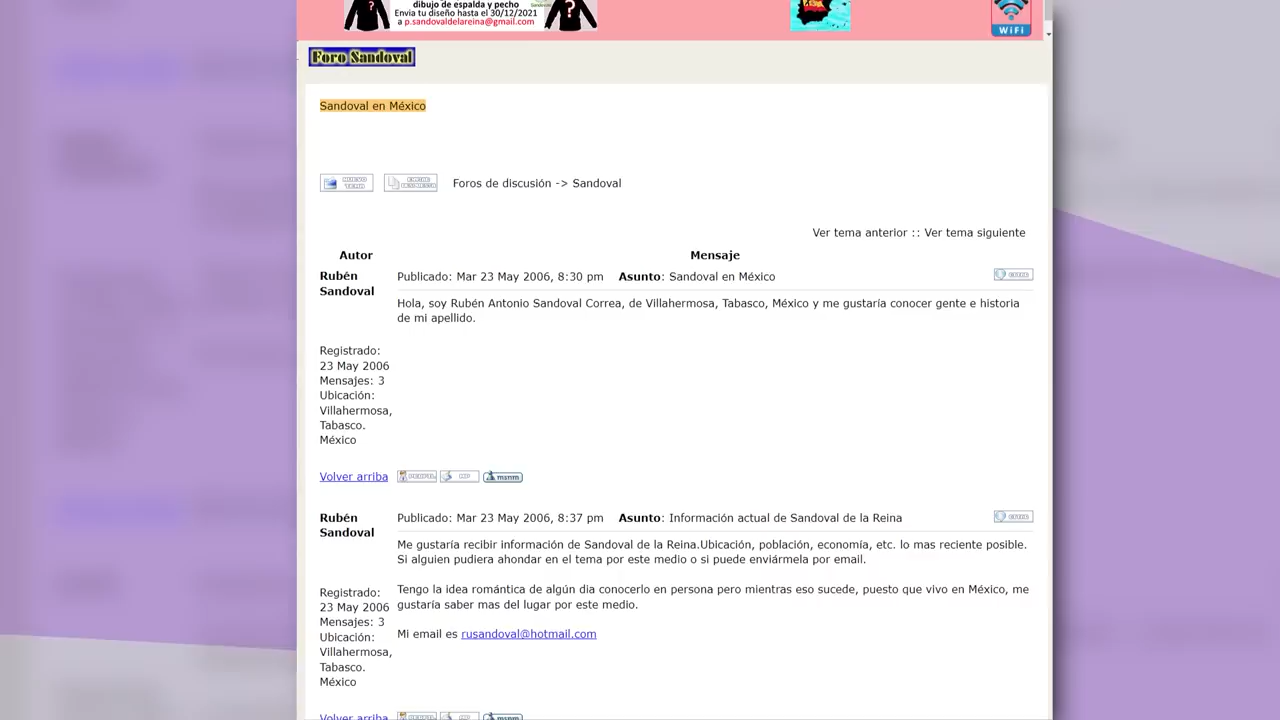 dibujo de espalda y pecho
Envia tu diseño hasta el 30/12/2021
a p.sandovaldelareina@gmail.com
WiFi
Foro Sandoval
Sandoval en México
NUEVO TEMA
Foros de discusión -> Sandoval
Ver tema anterior :: Ver tema siguiente
Autor Mensaje
Rubén Sandoval
Publicado: Mar 23 May 2006, 8:30 pm Asunto: Sandoval en México
Hola, soy Rubén Antonio Sandoval Correa, de Villahermosa, Tabasco, México y me gustaría conocer gente e historia
de mi apellido.
Registrado:
23 May 2006
Mensajes: 3
Ubicación:
Villahermosa,
Tabasco.
México
Volver arriba PERFIL MP msnm
Rubén Sandoval
Publicado: Mar 23 May 2006, 8:37 pm Asunto: Información actual de Sandoval de la Reina
Me gustaría recibir información de Sandoval de la Reina.Ubicación, población, economía, etc. lo mas reciente posible.
Si alguien pudiera ahondar en el tema por este medio o si puede enviármela por email.
Tengo la idea romántica de algún dia conocerlo en persona pero mientras eso sucede, puesto que vivo en México, me
gustaría saber mas del lugar por este medio.
Mi email es rusandoval@hotmail.com
Registrado:
23 May 2006
Mensajes: 3
Ubicación:
Villahermosa,
Tabasco.
México
Volver arriba